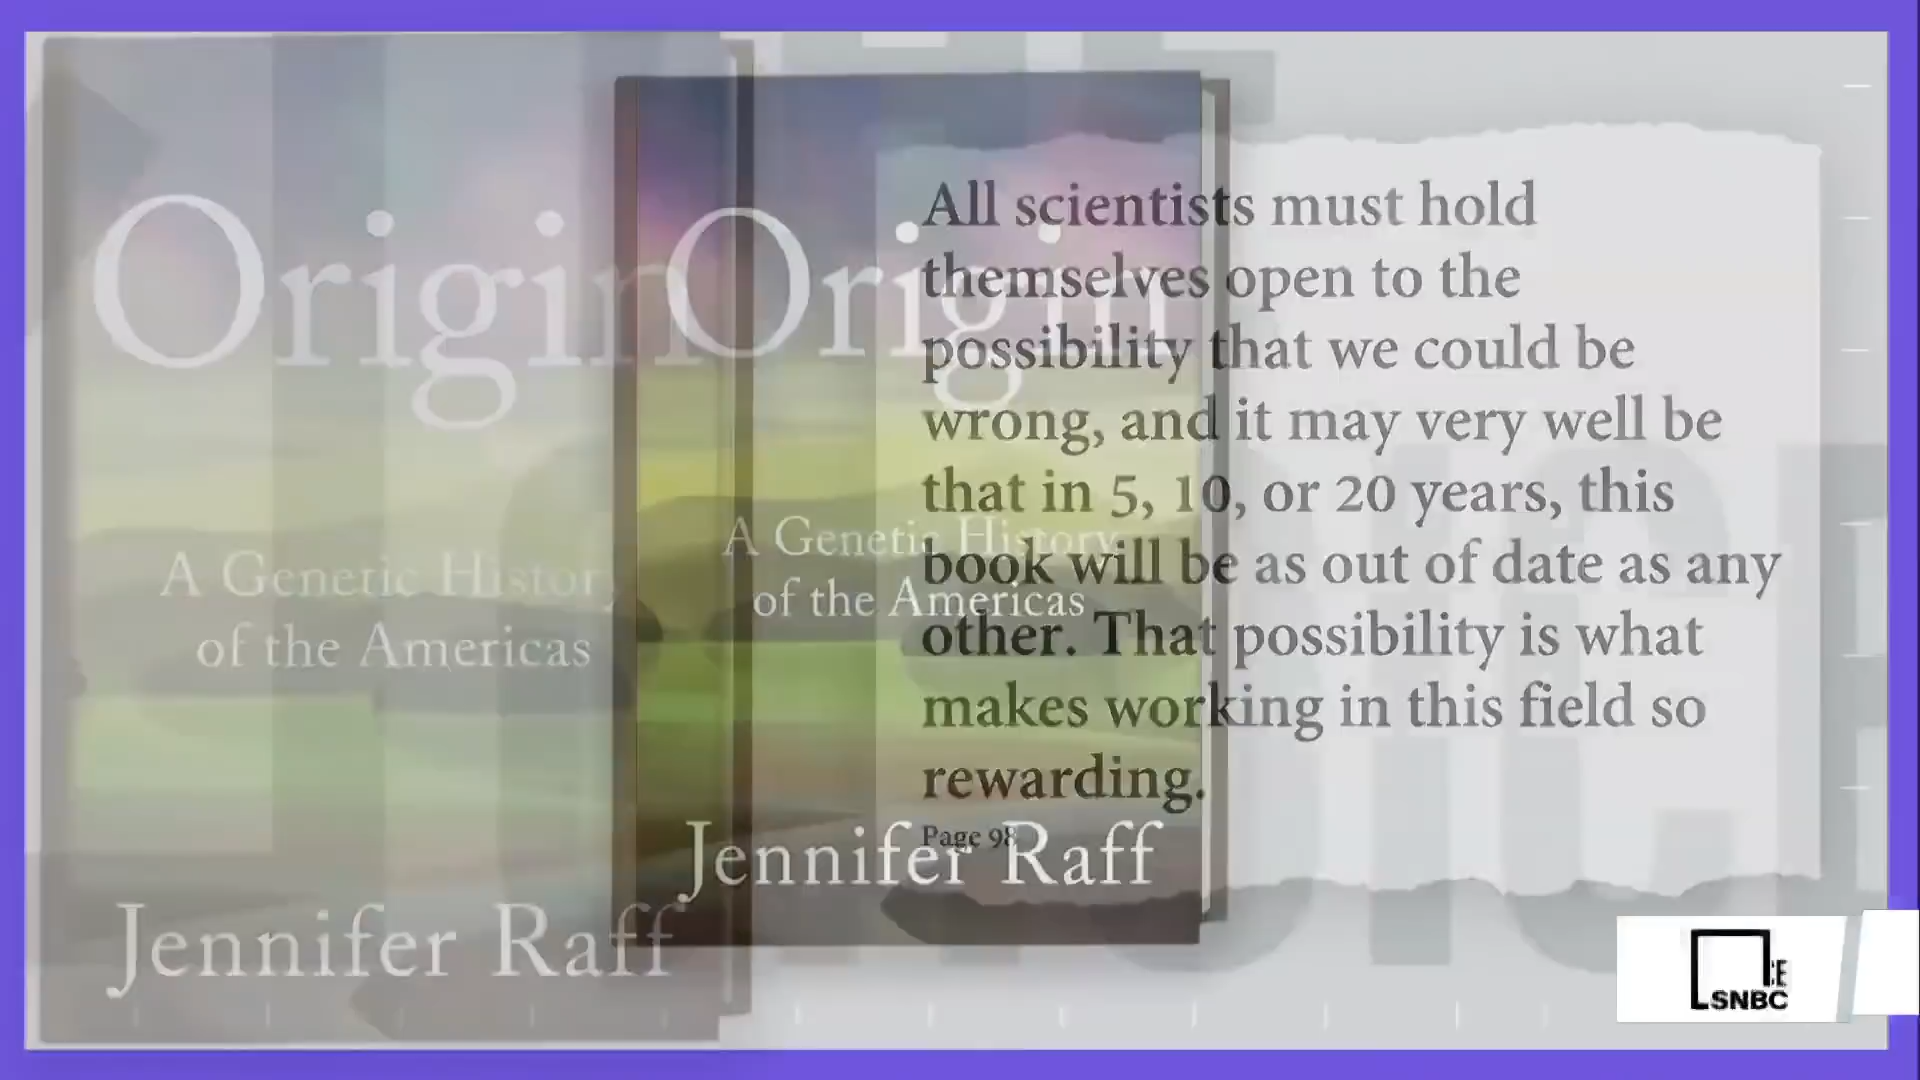 Origin
A Genetic History
of the Americas
Jennifer Raff
Origin
A Genetic History
of the Americas
Jennifer Raff
All scientists must hold
themselves open to the
possibility that we could be
wrong, and it may very well be
that in 5, 10, or 20 years, this
book will be as out of date as any
other. That possibility is what
makes working in this field so
rewarding.
Page 98
SNBC